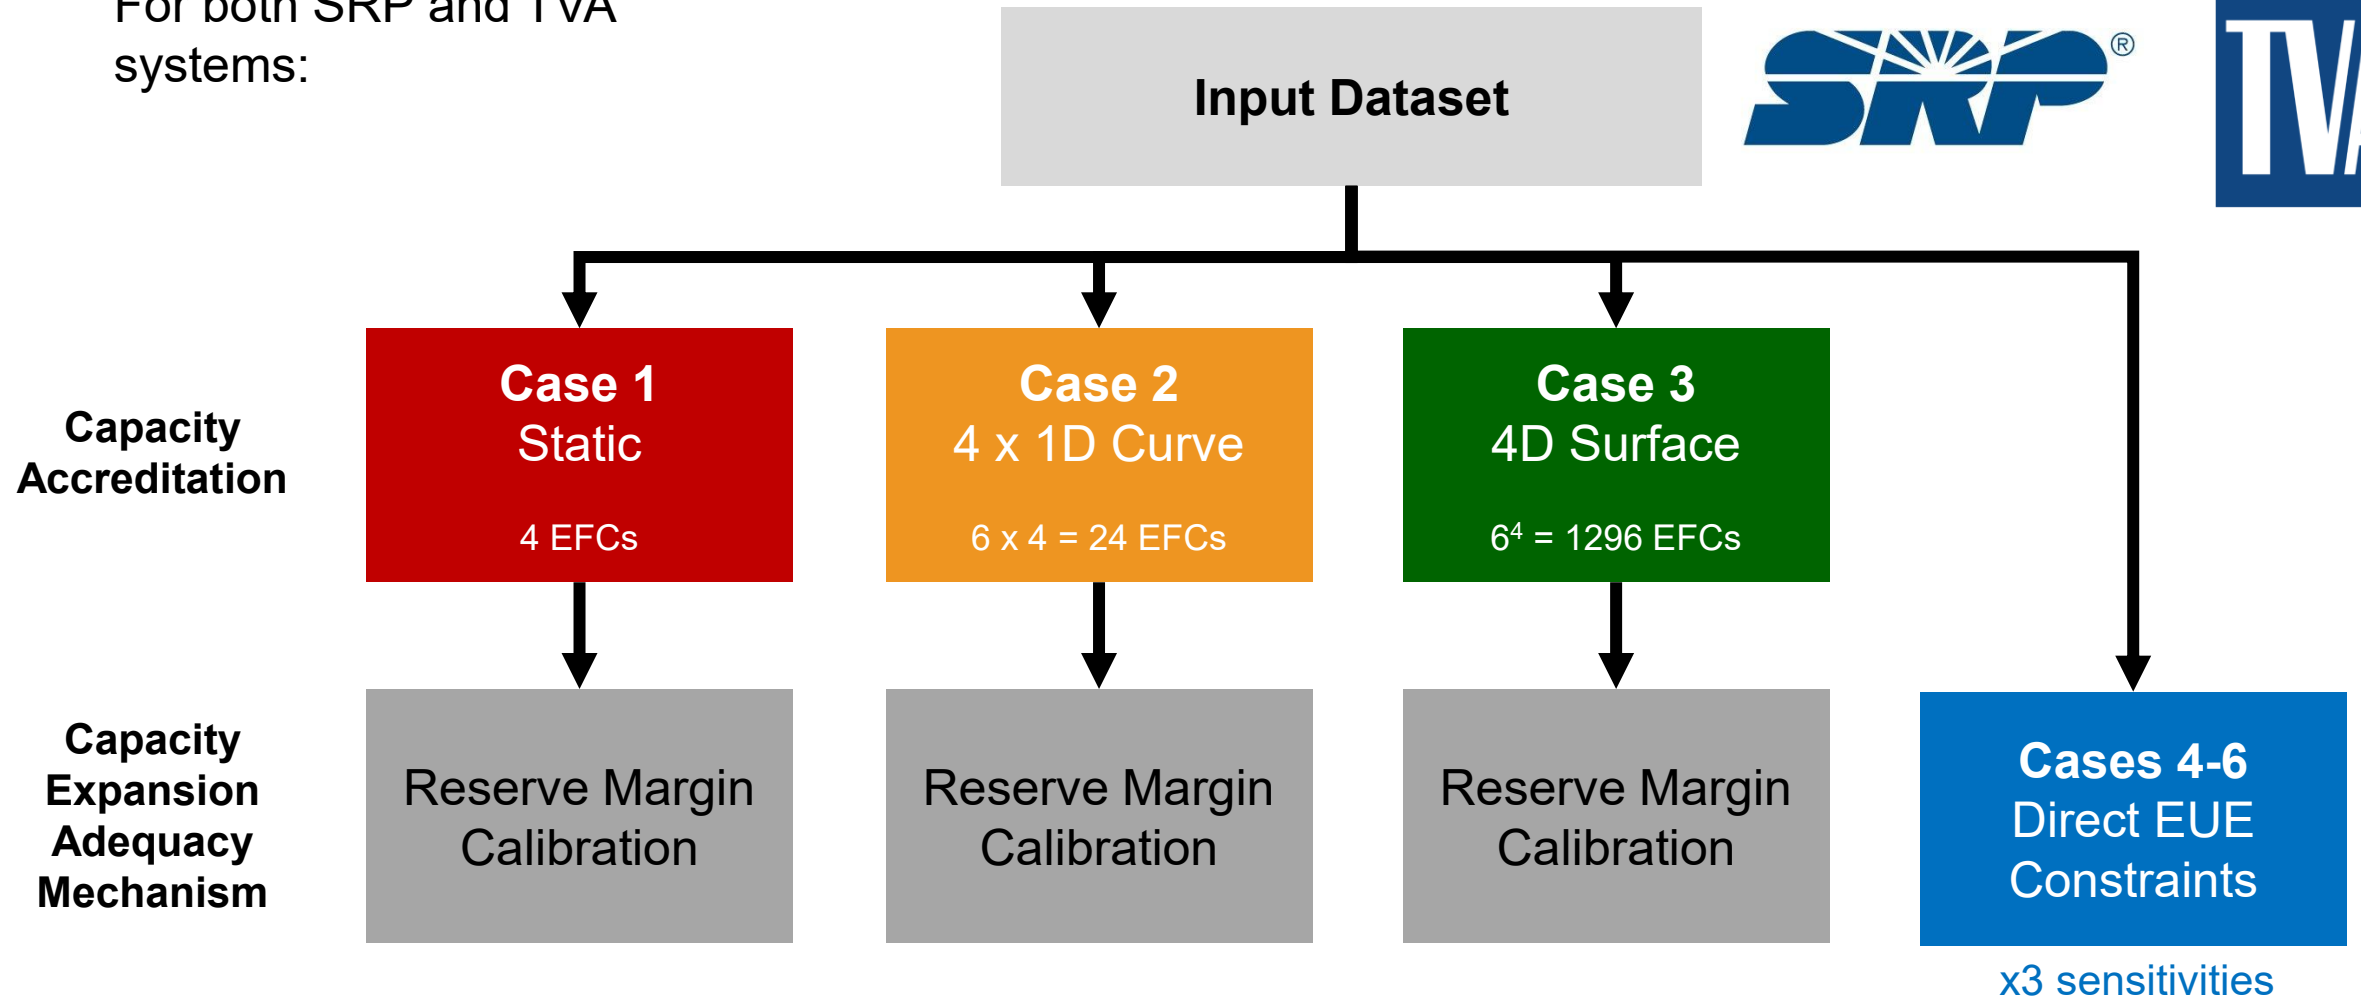 For both SRP and TVA
systems:
Input Dataset
SRP®
TVA
Capacity
Accreditation
Case 1
Static
4 EFCs
Case 2
4 x 1D Curve
6 x 4 = 24 EFCs
Case 3
4D Surface
6⁴ = 1296 EFCs
Capacity
Expansion
Adequacy
Mechanism
Reserve Margin
Calibration
Reserve Margin
Calibration
Reserve Margin
Calibration
Cases 4-6
Direct EUE
Constraints
x3 sensitivities